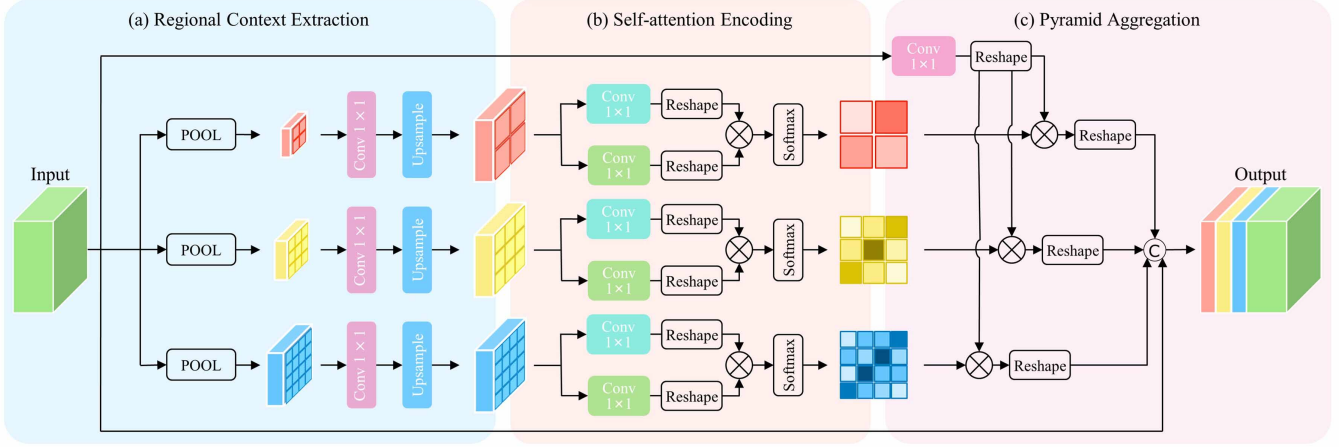 (a) Regional Context Extraction
(b) Self-attention Encoding
(c) Pyramid Aggregation
Input
POOL
Conv 1×1
Upsample
Conv
1×1
Reshape
Conv
1×1
Reshape
Softmax
POOL
Conv 1×1
Upsample
Conv
1×1
Reshape
Conv
1×1
Reshape
Softmax
POOL
Conv 1×1
Upsample
Conv
1×1
Reshape
Conv
1×1
Reshape
Softmax
Conv
1×1
Reshape
Reshape
Reshape
Reshape
C
Output